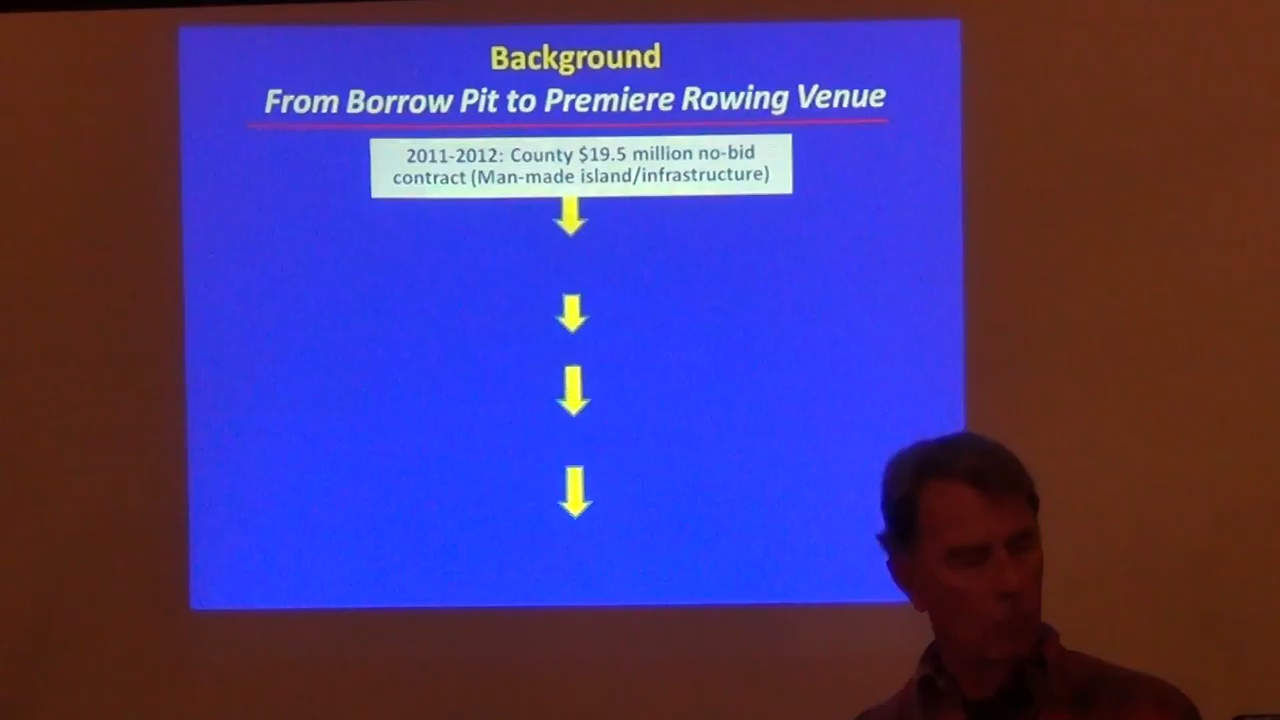 Background
From Borrow Pit to Premiere Rowing Venue
2011-2012: County $19.5 million no-bid
contract (Man-made island/infrastructure)